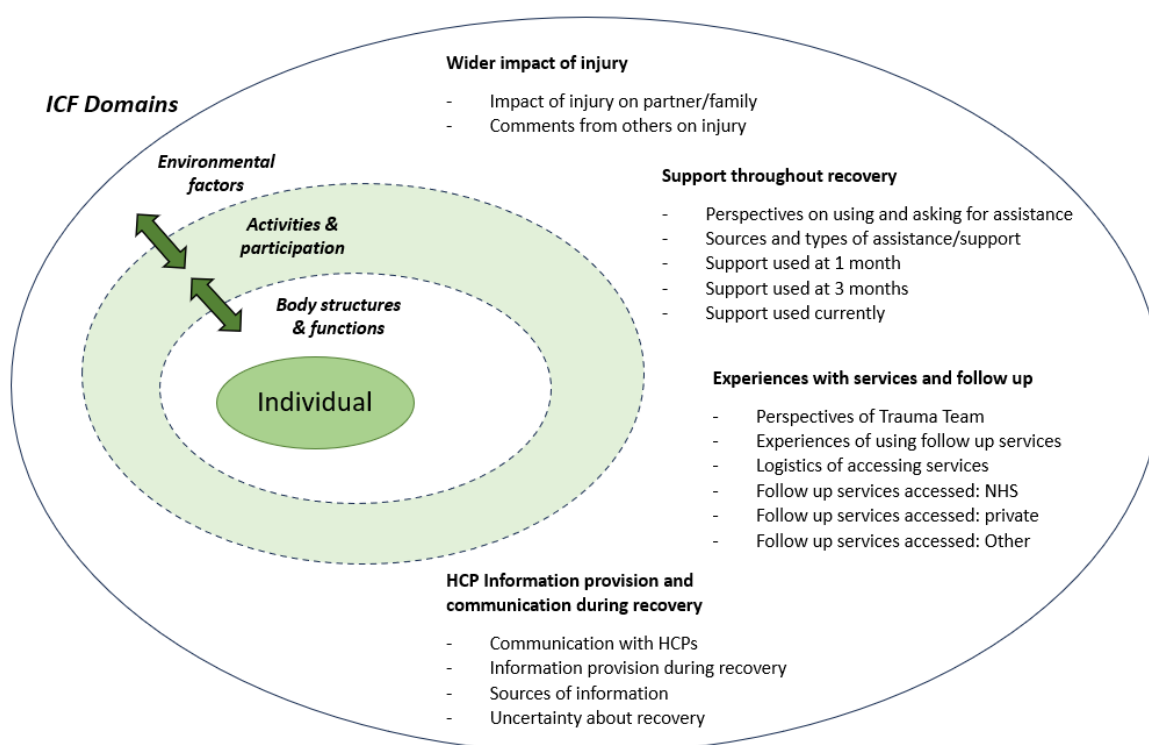 Wider impact of injury
- Impact of injury on partner/family
- Comments from others on injury
ICF Domains
Environmental
factors
Activities &
participation
Body structures
& functions
Individual
Support throughout recovery
- Perspectives on using and asking for assistance
- Sources and types of assistance/support
- Support used at 1 month
- Support used at 3 months
- Support used currently
Experiences with services and follow up
- Perspectives of Trauma Team
- Experiences of using follow up services
- Logistics of accessing services
- Follow up services accessed: NHS
- Follow up services accessed: private
- Follow up services accessed: Other
HCP Information provision and
communication during recovery
- Communication with HCPs
- Information provision during recovery
- Sources of information
- Uncertainty about recovery